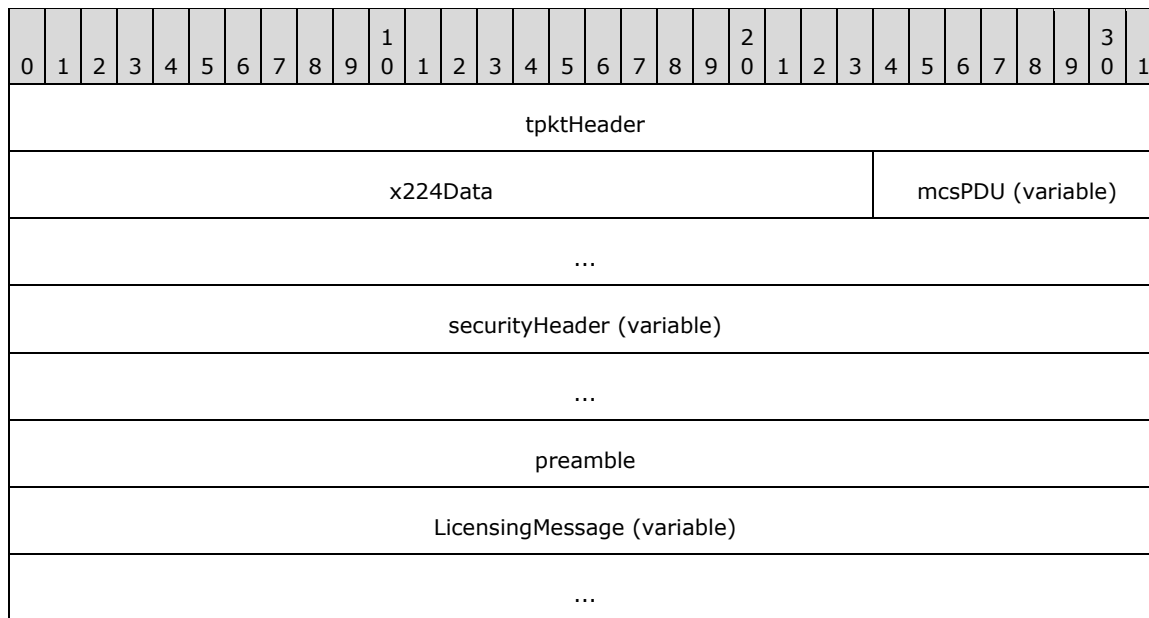 1 2 3
0 1 2 3 4 5 6 7 8 9 0 1 2 3 4 5 6 7 8 9 0 1 2 3 4 5 6 7 8 9 0 1
tpktHeader
x224Data mcsPDU (variable)
...
securityHeader (variable)
...
preamble
LicensingMessage (variable)
...